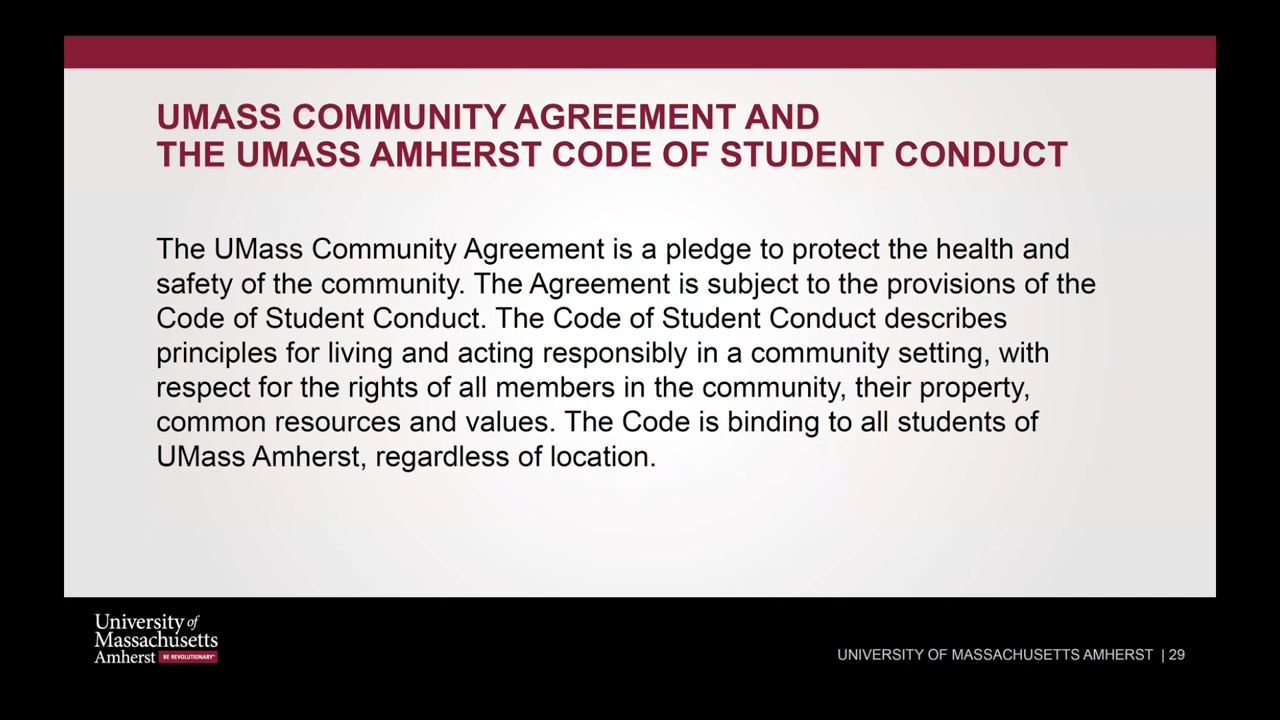 UMASS COMMUNITY AGREEMENT AND
THE UMASS AMHERST CODE OF STUDENT CONDUCT
The UMass Community Agreement is a pledge to protect the health and
safety of the community. The Agreement is subject to the provisions of the
Code of Student Conduct. The Code of Student Conduct describes
principles for living and acting responsibly in a community setting, with
respect for the rights of all members in the community, their property,
common resources and values. The Code is binding to all students of
UMass Amherst, regardless of location.
University of
Massachusetts
Amherst BE REVOLUTIONARY™
UNIVERSITY OF MASSACHUSETTS AMHERST | 29